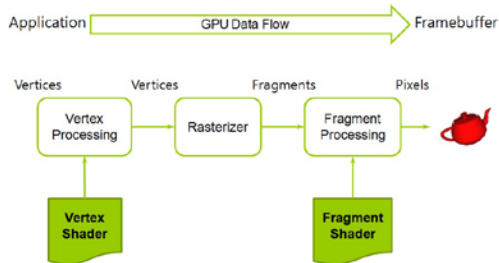 Application
GPU Data Flow
Framebuffer
Vertices
Vertices
Fragments
Pixels
Vertex
Processing
Rasterizer
Fragment
Processing
Vertex
Shader
Fragment
Shader